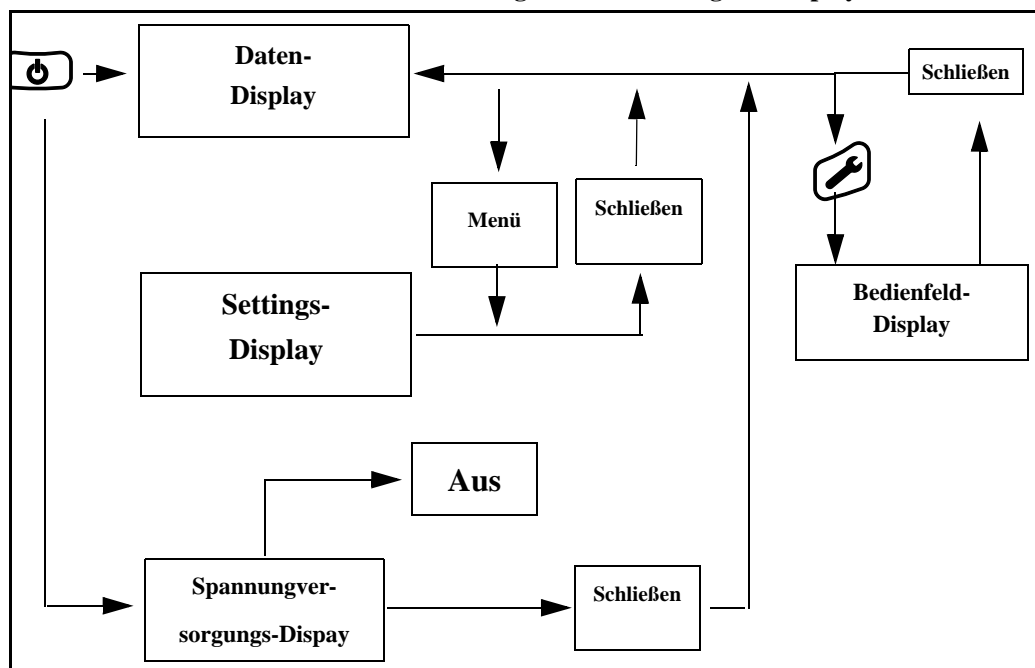 Daten-
Display
Schließen
Menü
Schließen
Settings-
Display
Bedienfeld-
Display
Aus
Spannungver-
sorgungs-Dispay
Schließen